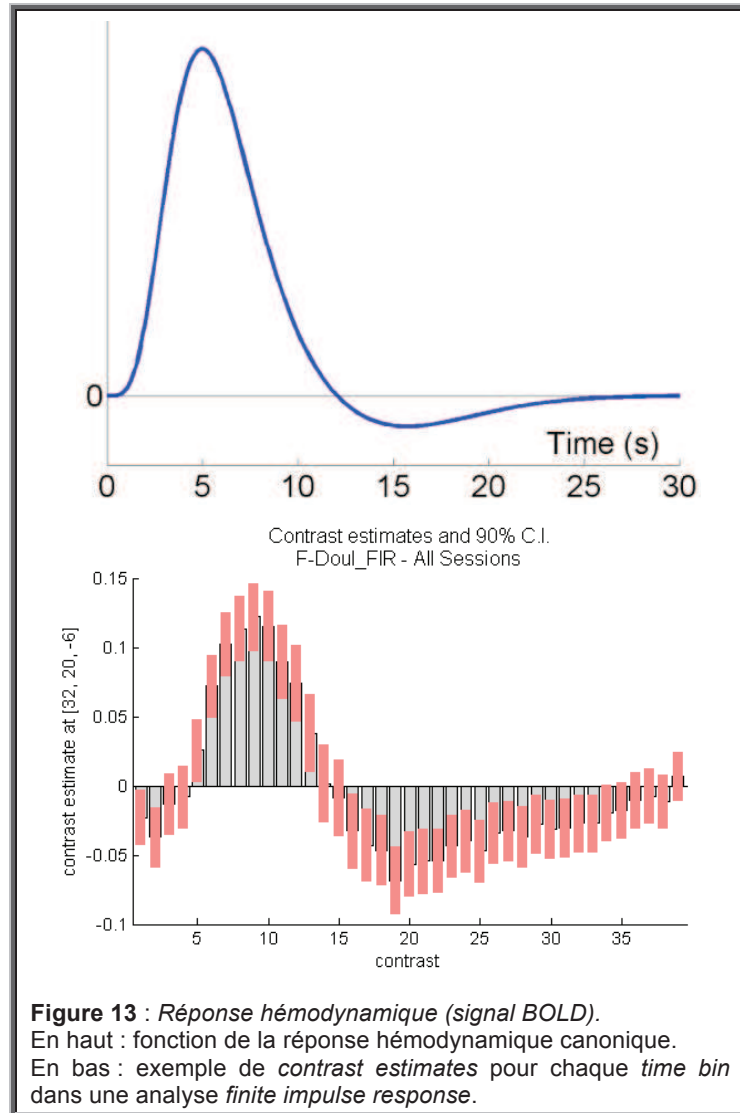 0
Time (s)
0 5 10 15 20 25 30
Contrast estimates and 90% C.I.
F-Doul_FIR - All Sessions
0.15
0.1
0.05
0
-0.05
-0.1
contrast estimate at [32, 20, -6]
5 10 15 20 25 30 35
contrast
Figure 13 : Réponse hémodynamique (signal BOLD).
En haut : fonction de la réponse hémodynamique canonique.
En bas : exemple de contrast estimates pour chaque time bin
dans une analyse finite impulse response.